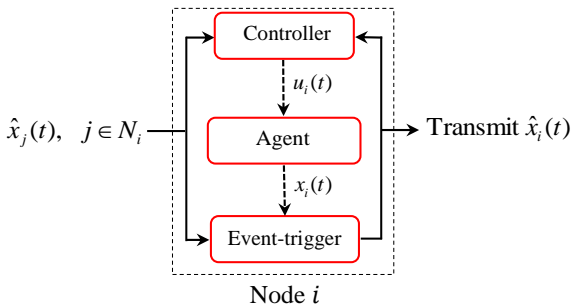 Controller
u_i(t)
x̂_j(t), j ∈ N_i
Agent
Transmit x̂_i(t)
x_i(t)
Event-trigger
Node i